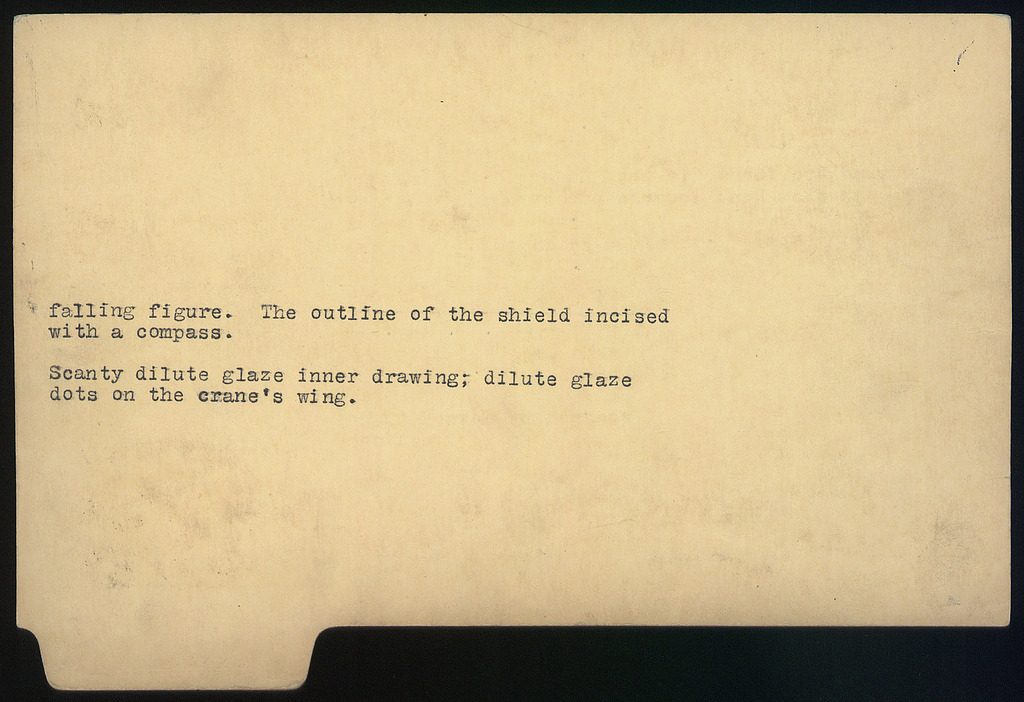 falling figure. The outline of the shield incised
with a compass.
Scanty dilute glaze inner drawing; dilute glaze
dots on the crane's wing.